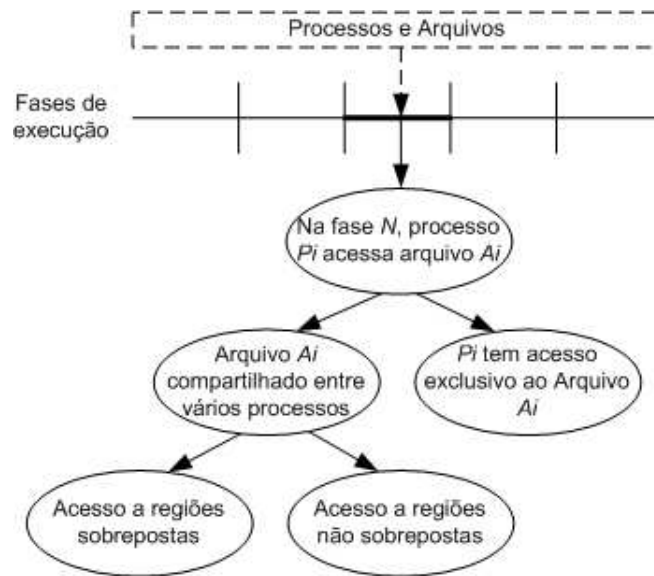 Processos e Arquivos
Fases de
execução
Na fase N, processo
Pi acessa arquivo Ai
Arquivo Ai
compartilhado entre
vários processos
Pi tem acesso
exclusivo ao Arquivo
Ai
Acesso a regiões
sobrepostas
Acesso a regiões
não sobrepostas